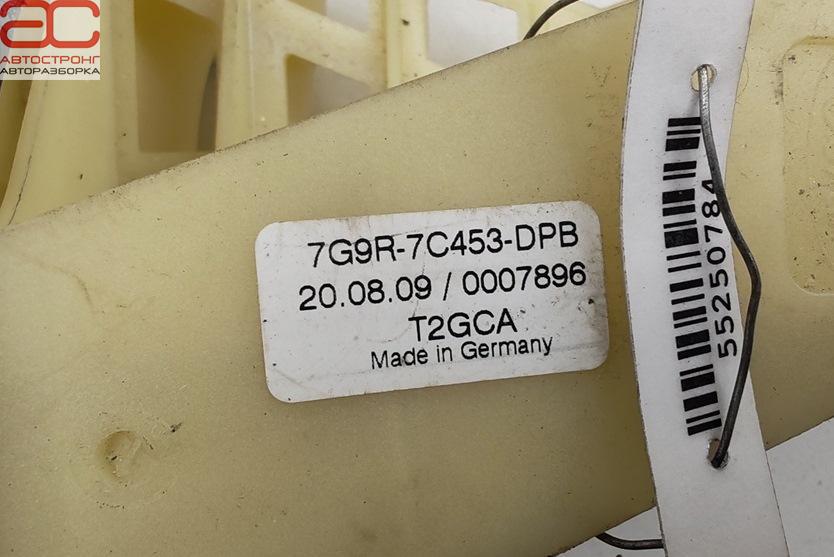 АС
АВТОСТРОНГ
АВТОРАЗБОРКА
7G9R-7C453-DPB
20.08.09 / 0007896
T2GCA
Made in Germany
55250784